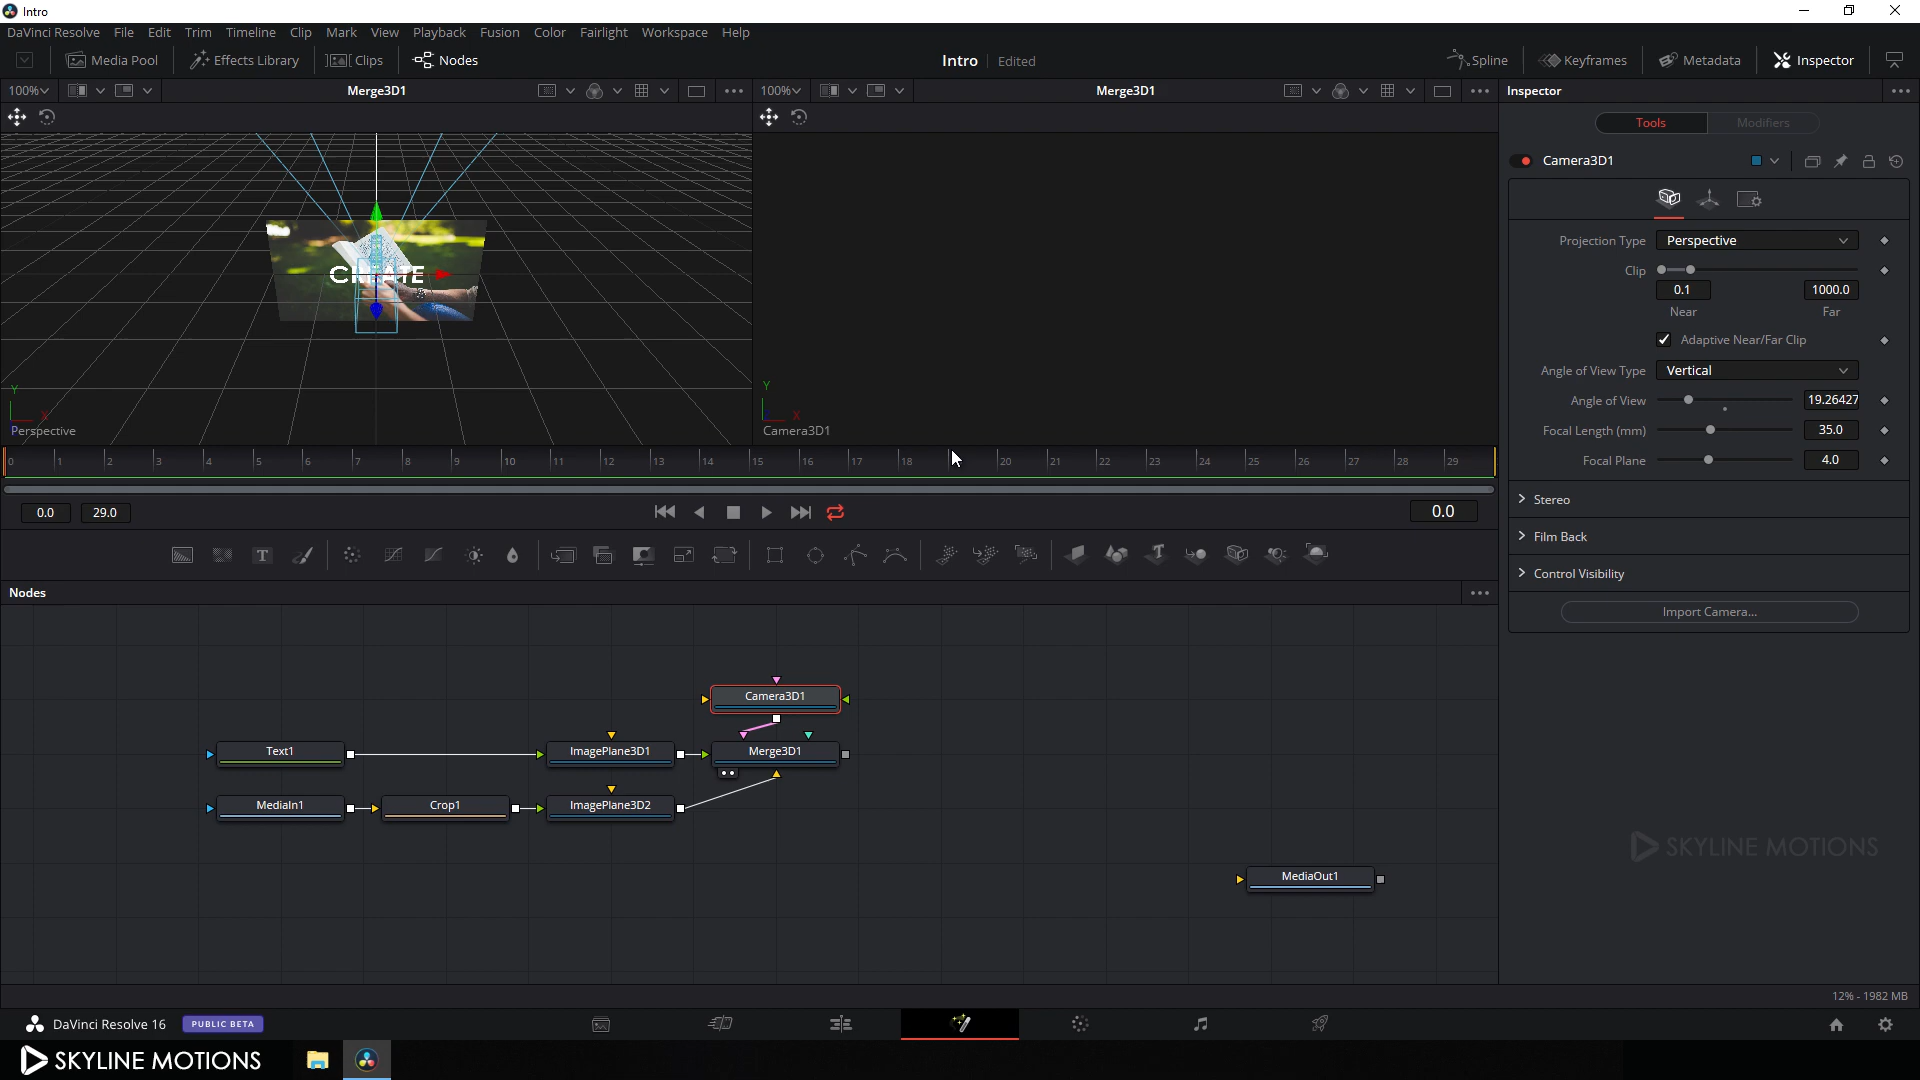 Intro
DaVinci Resolve File Edit Trim Timeline Clip Mark View Playback Fusion Color Fairlight Workspace Help
Media Pool Effects Library Clips Nodes Intro Edited Spline Keyframes Metadata Inspector
100% Merge3D1 100% Merge3D1 Inspector
Tools Modifiers
Camera3D1
CREATE
Projection Type Perspective
Clip
0.1 1000.0
Near Far
Adaptive Near/Far Clip
Angle of View Type Vertical
Angle of View 19.26427
Y X Perspective Y X Camera3D1
Focal Length (mm) 35.0
0 1 2 3 4 5 6 7 8 9 10 11 12 13 14 15 16 17 18 20 21 22 23 24 25 26 27 28 29
Focal Plane 4.0
Stereo
0.0 29.0 0.0
Film Back
Control Visibility
Nodes
Import Camera...
Camera3D1
Text1 ImagePlane3D1 Merge3D1
MediaIn1 Crop1 ImagePlane3D2
SKYLINE MOTIONS
MediaOut1
12% - 1982 MB
DaVinci Resolve 16 PUBLIC BETA
SKYLINE MOTIONS